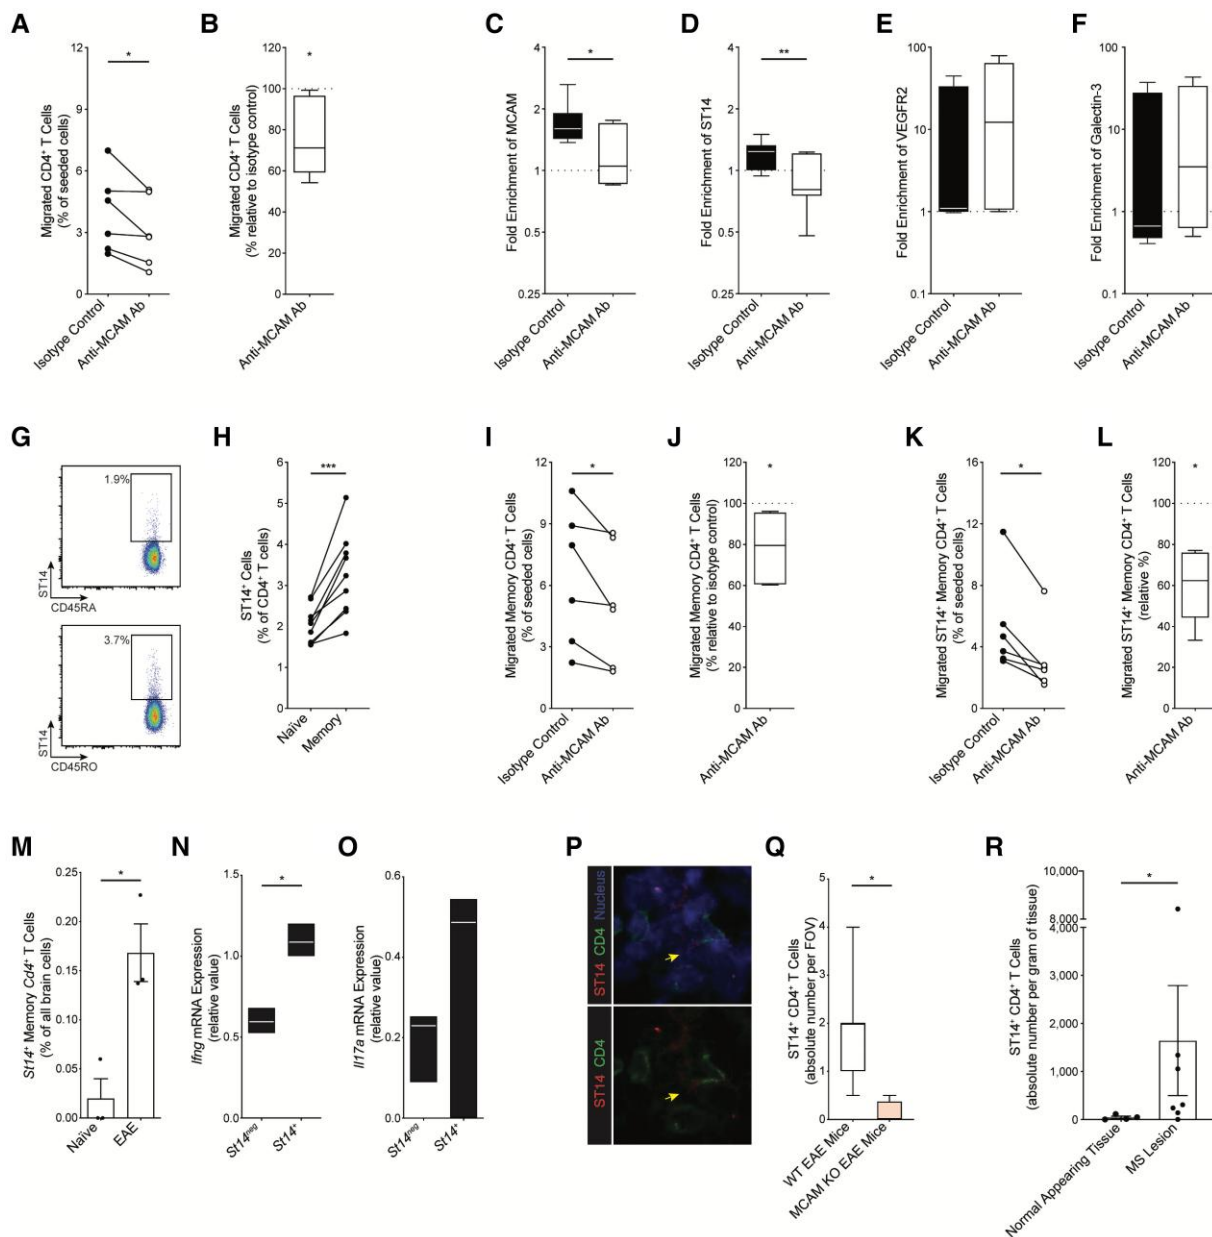 A
Migrated CD4⁺ T Cells
(% of seeded cells)
12
9
6
3
0
*
Isotype Control
Anti-MCAM Ab
B
Migrated CD4⁺ T Cells
(% relative to isotype control)
120
100
80
60
40
20
0
*
Anti-MCAM Ab
C
Fold Enrichment of MCAM
4
2
1
0.5
0.25
*
Isotype Control
Anti-MCAM Ab
D
Fold Enrichment of ST14
4
2
1
0.5
0.25
**
Isotype Control
Anti-MCAM Ab
E
Fold Enrichment of VEGFR2
100
10
1
0.1
Isotype Control
Anti-MCAM Ab
F
Fold Enrichment of Galectin-3
100
10
1
0.1
Isotype Control
Anti-MCAM Ab
G
1.9%
ST14
CD45RA
3.7%
ST14
CD45RO
H
ST14⁺ Cells
(% of CD4⁺ T cells)
6
5
4
3
2
1
0
***
Naïve
Memory
I
Migrated Memory CD4⁺ T Cells
(% of seeded cells)
12
9
6
3
0
*
Isotype Control
Anti-MCAM Ab
J
Migrated Memory CD4⁺ T Cells
(% relative to isotype control)
120
100
80
60
40
20
0
*
Anti-MCAM Ab
K
Migrated ST14⁺ Memory CD4⁺ T Cells
(% of seeded cells)
16
12
8
4
0
*
Isotype Control
Anti-MCAM Ab
L
Migrated ST14⁺ Memory CD4⁺ T Cells
(relative %)
120
100
80
60
40
20
0
*
Anti-MCAM Ab
M
St14⁺ Memory Cd4⁺ T Cells
(% of all brain cells)
0.25
0.20
0.15
0.10
0.05
0.00
*
Naïve
EAE
N
Ifng mRNA Expression
(relative value)
1.5
1.0
0.5
0.0
*
St14ⁿᵉᵍ
St14⁺
O
Il17a mRNA Expression
(relative value)
0.6
0.4
0.2
0.0
St14ⁿᵉᵍ
St14⁺
P
ST14 CD4 Nucleus
ST14 CD4
Q
ST14⁺ CD4⁺ T Cells
(absolute number per FOV)
5
4
3
2
1
0
*
WT EAE Mice
MCAM KO EAE Mice
R
ST14⁺ CD4⁺ T Cells
(absolute number per gram of tissue)
10,000
8,000
4,000
3,000
2,000
1,000
0
*
Normal Appearing Tissue
MS Lesion